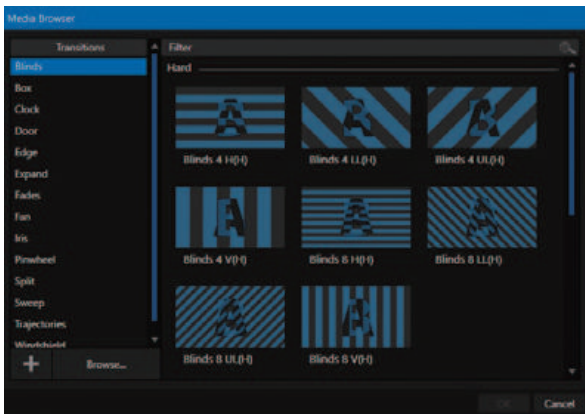 Media Browser
Transitions
Filter
Blinds
Box
Clock
Door
Edge
Expand
Fades
Fan
Iris
Pinwheel
Split
Sweep
Trajectories
Windshield
Browse...
Hard
Blinds 4 H(H)
Blinds 4 LL(H)
Blinds 4 UL(H)
Blinds 4 V(H)
Blinds 8 H(H)
Blinds 8 LL(H)
Blinds 8 UL(H)
Blinds 8 V(H)
OK
Cancel